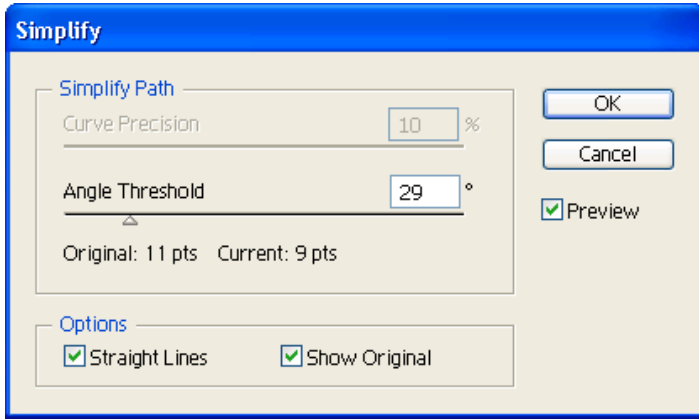 Simplify
Simplify Path
Curve Precision 10 %
Angle Threshold 29 °
Original: 11 pts Current: 9 pts
OK
Cancel
Preview
Options
Straight Lines Show Original